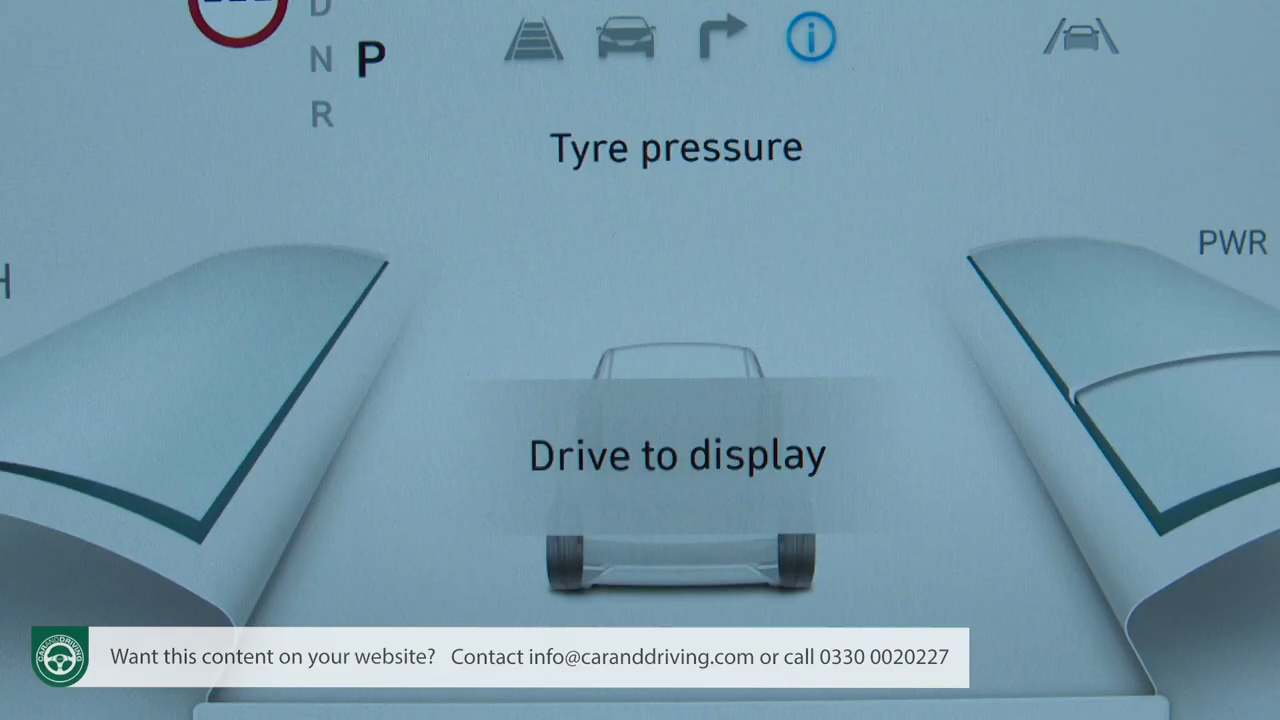 D
N P
R
Tyre pressure
PWR
H
Drive to display
CARANDDRIVING
Want this content on your website? Contact info@caranddriving.com or call 0330 0020227